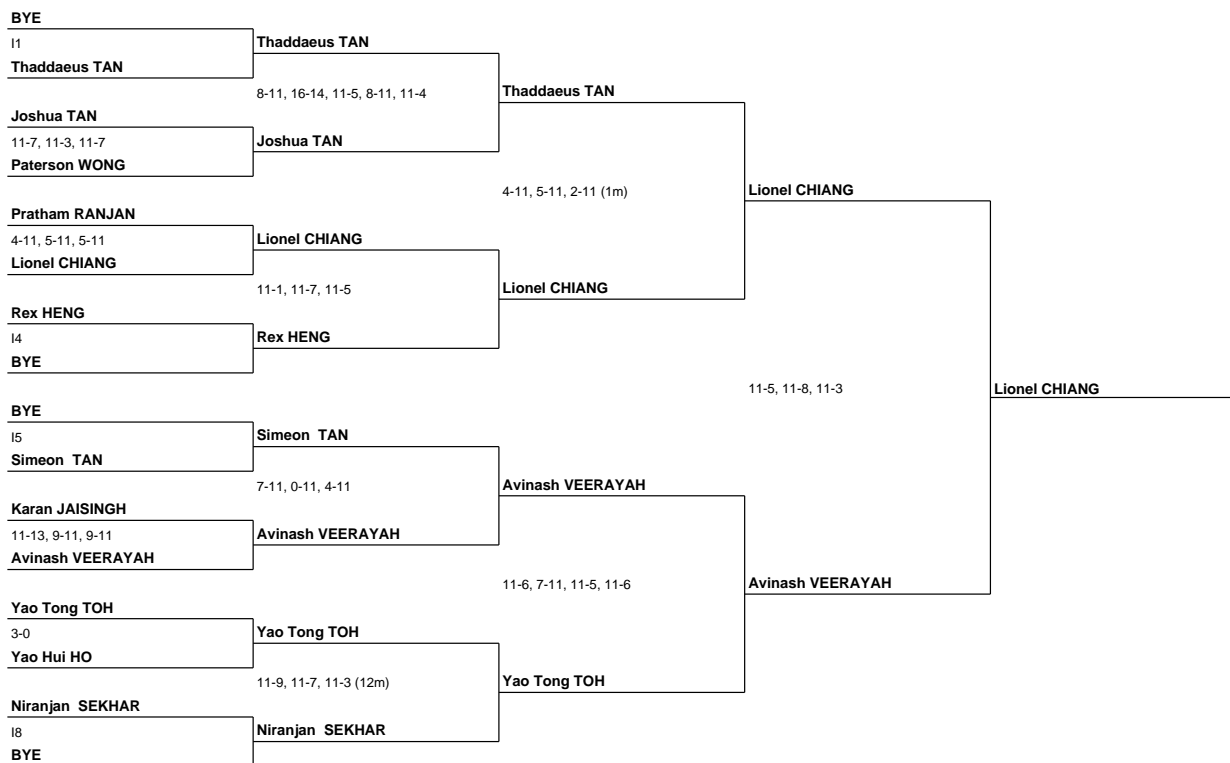 BYE
I1
Thaddaeus TAN
Thaddaeus TAN
8-11, 16-14, 11-5, 8-11, 11-4
Thaddaeus TAN
Joshua TAN
11-7, 11-3, 11-7
Joshua TAN
Paterson WONG
4-11, 5-11, 2-11 (1m)
Lionel CHIANG
Pratham RANJAN
4-11, 5-11, 5-11
Lionel CHIANG
Lionel CHIANG
11-1, 11-7, 11-5
Lionel CHIANG
Rex HENG
I4
Rex HENG
BYE
11-5, 11-8, 11-3
Lionel CHIANG
BYE
I5
Simeon  TAN
Simeon  TAN
7-11, 0-11, 4-11
Avinash VEERAYAH
Karan JAISINGH
11-13, 9-11, 9-11
Avinash VEERAYAH
Avinash VEERAYAH
11-6, 7-11, 11-5, 11-6
Avinash VEERAYAH
Yao Tong TOH
3-0
Yao Tong TOH
Yao Hui HO
11-9, 11-7, 11-3 (12m)
Yao Tong TOH
Niranjan  SEKHAR
I8
Niranjan  SEKHAR
BYE